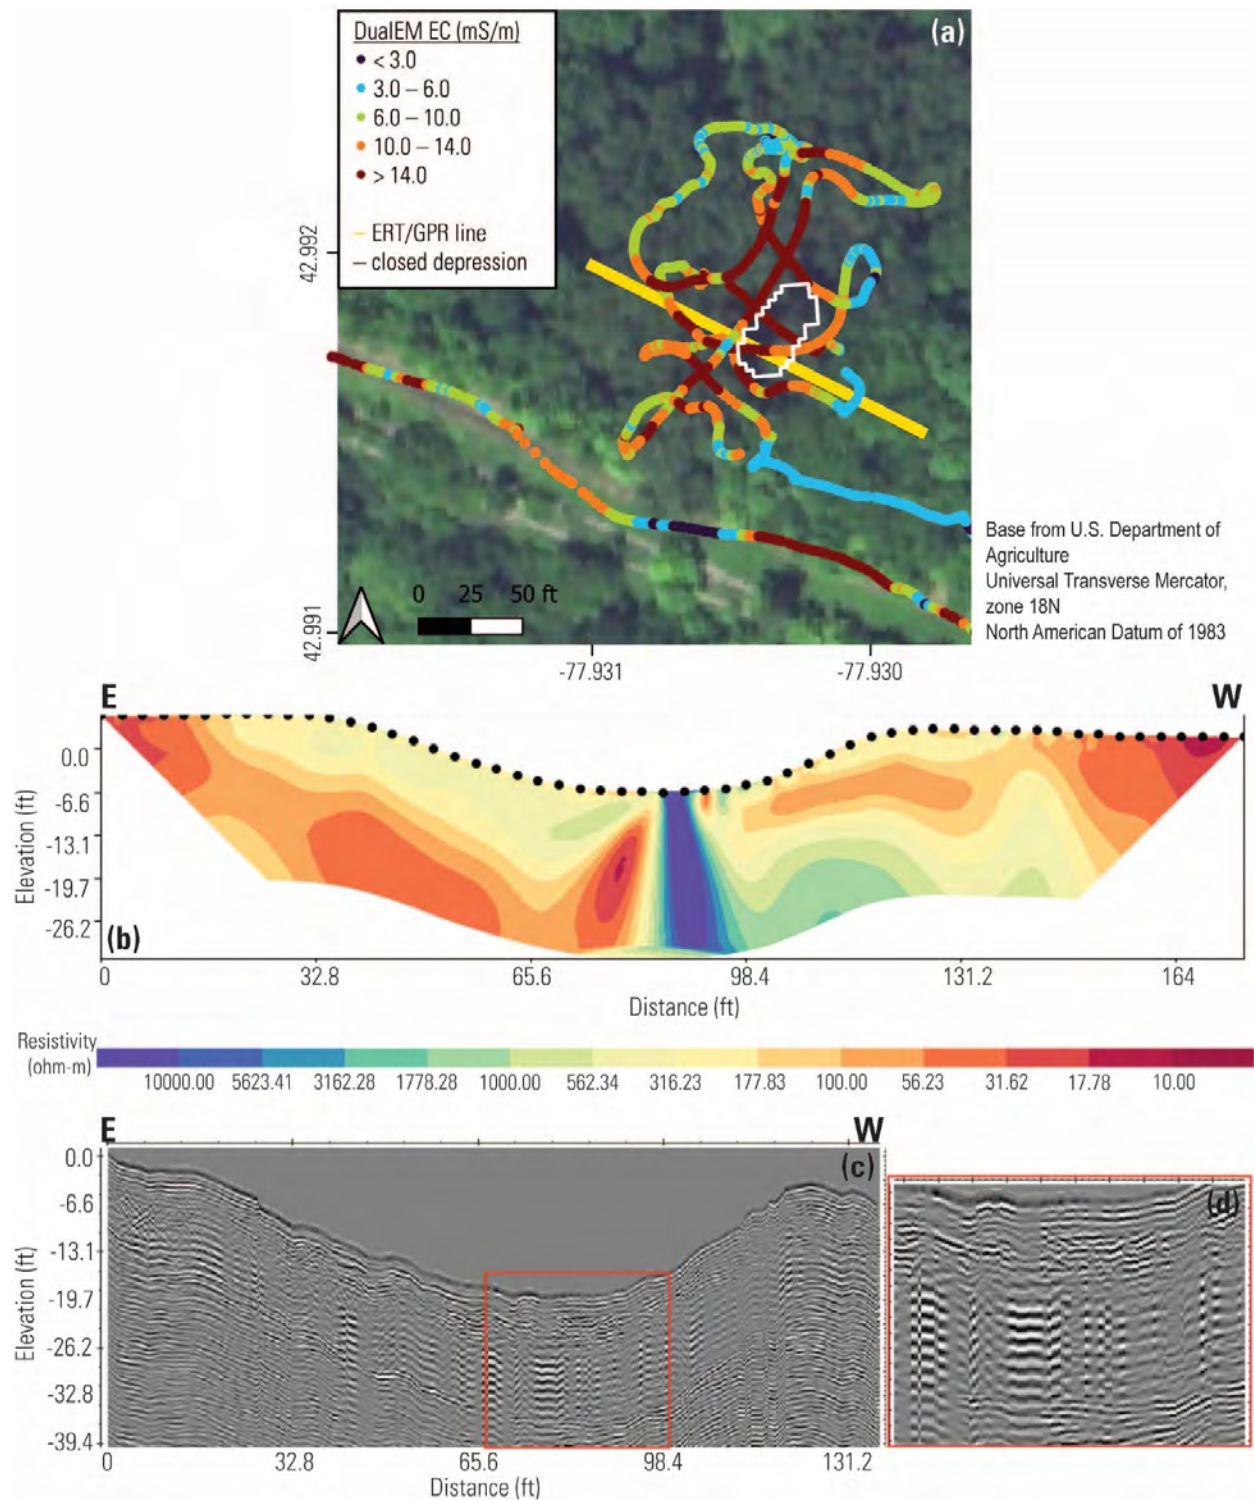 DualEM EC (mS/m)
< 3.0
3.0 – 6.0
6.0 – 10.0
10.0 – 14.0
> 14.0
ERT/GPR line
closed depression
(a)
42.992
42.991
0 25 50 ft
-77.931 -77.930
Base from U.S. Department of
Agriculture
Universal Transverse Mercator,
zone 18N
North American Datum of 1983
E W
0.0
-6.6
-13.1
-19.7
-26.2
Elevation (ft)
(b)
0 32.8 65.6 98.4 131.2 164
Distance (ft)
Resistivity
(ohm-m)
10000.00 5623.41 3162.28 1778.28 1000.00 562.34 316.23 177.83 100.00 56.23 31.62 17.78 10.00
E W
0.0
-6.6
-13.1
-19.7
-26.2
-32.8
-39.4
Elevation (ft)
(c)
(d)
0 32.8 65.6 98.4 131.2
Distance (ft)